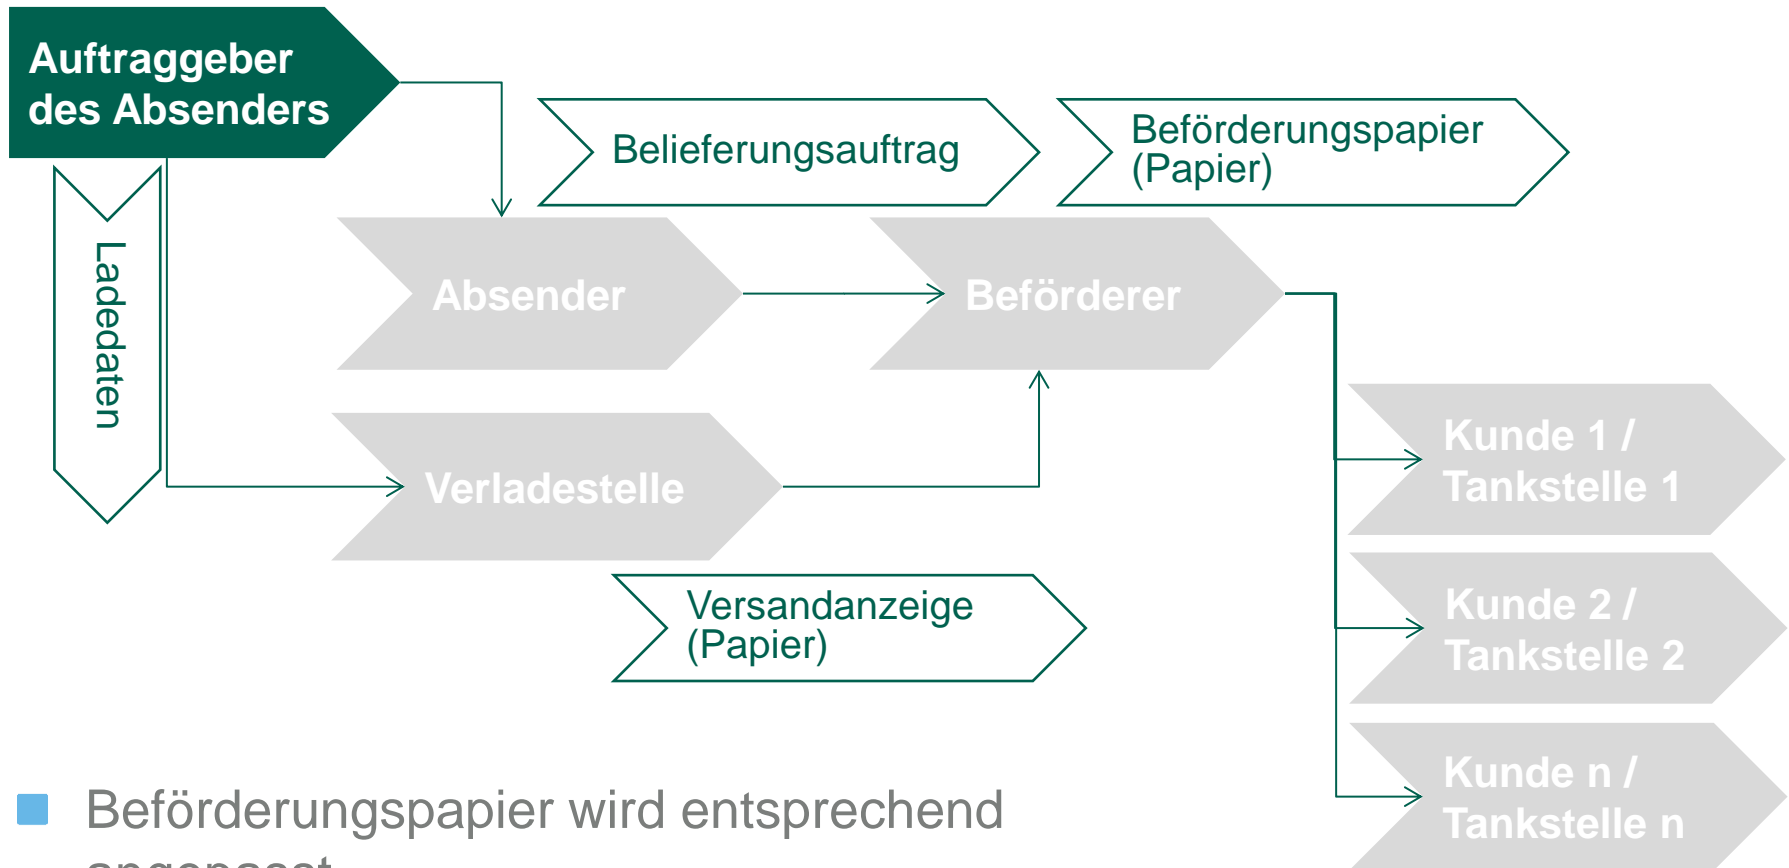 Auftraggeber
des Absenders
Belieferungsauftrag
Beförderungspapier
(Papier)
Ladedaten
Absender
Beförderer
Verladestelle
Kunde 1 /
Tankstelle 1
Versandanzeige
(Papier)
Kunde 2 /
Tankstelle 2
Kunde n /
Tankstelle n
Beförderungspapier wird entsprechend
angepasst